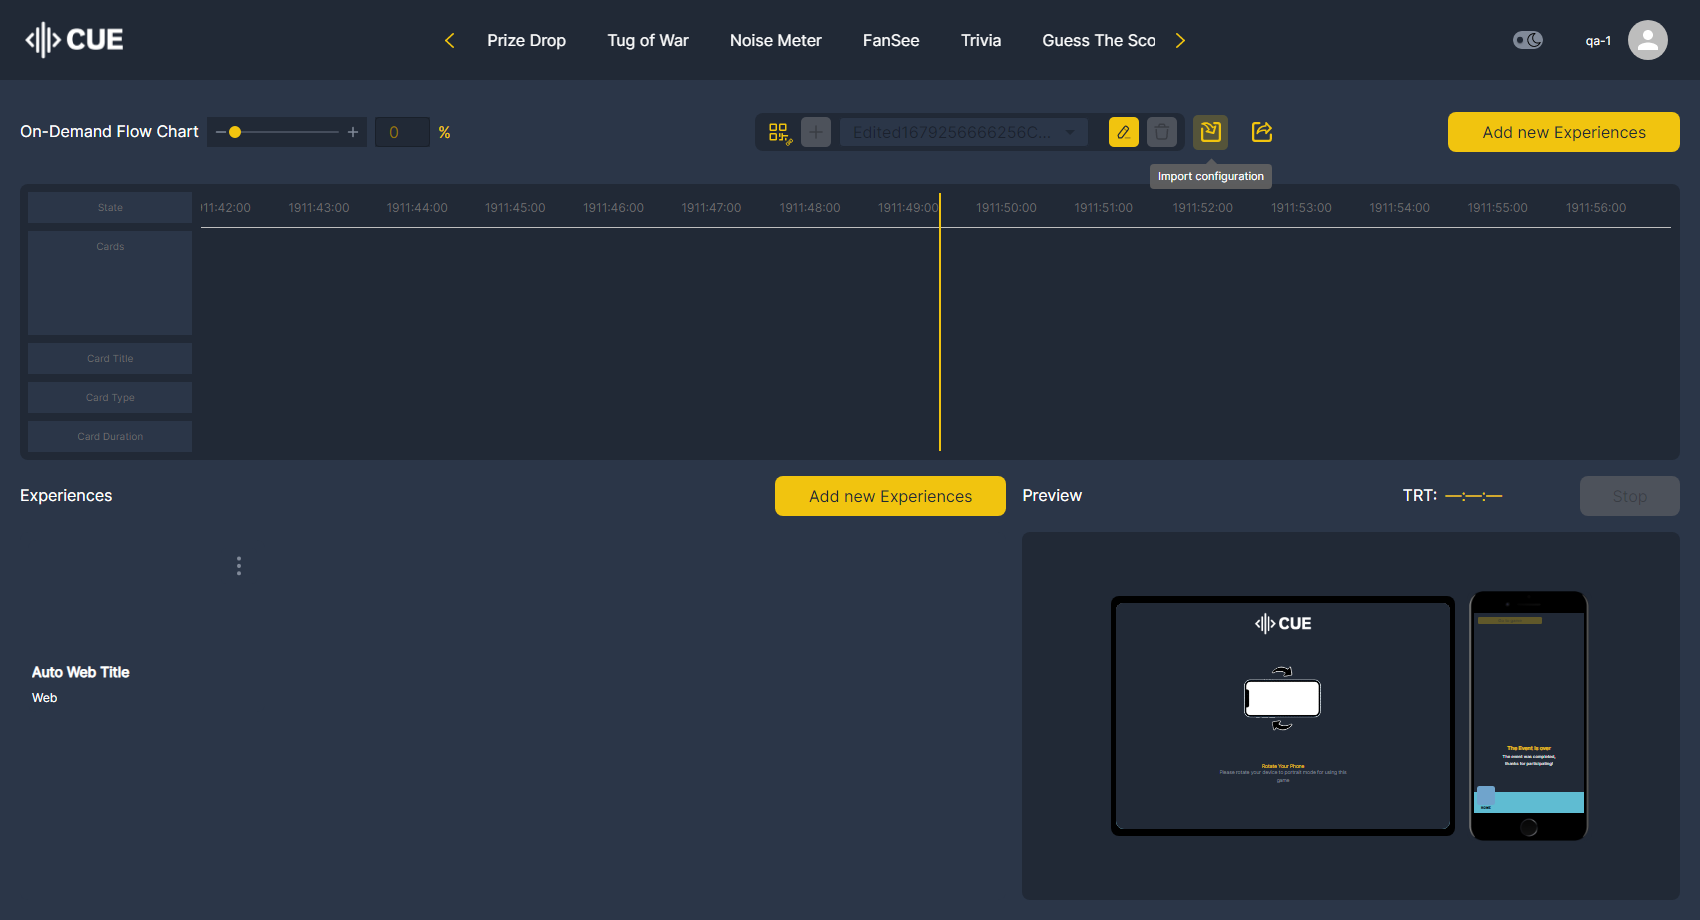 CUE
Prize Drop
Tug of War
Noise Meter
FanSee
Trivia
Guess The Sco
qa-1
On-Demand Flow Chart
0
%
Edited1679256666256C...
Add new Experiences
Import configuration
State
911:42:00
1911:43:00
1911:44:00
1911:45:00
1911:46:00
1911:47:00
1911:48:00
1911:49:00
1911:50:00
1911:51:00
1911:52:00
1911:53:00
1911:54:00
1911:55:00
1911:56:00
Cards
Card Title
Card Type
Card Duration
Experiences
Add new Experiences
Preview
TRT: —:—:—
Stop
Auto Web Title
Web
CUE
Rotate Your Phone
Please rotate your device to portrait mode for using this
game
The Event is over
The event was completed,
thanks for participating!
HOME